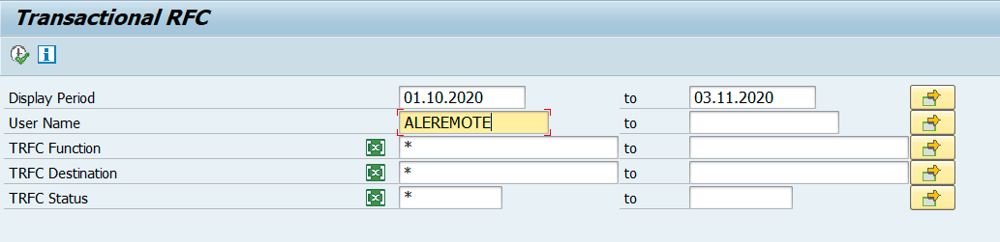 Transactional RFC
Display Period 01.10.2020 to 03.11.2020
User Name ALEREMOTE to
TRFC Function * to
TRFC Destination * to
TRFC Status * to